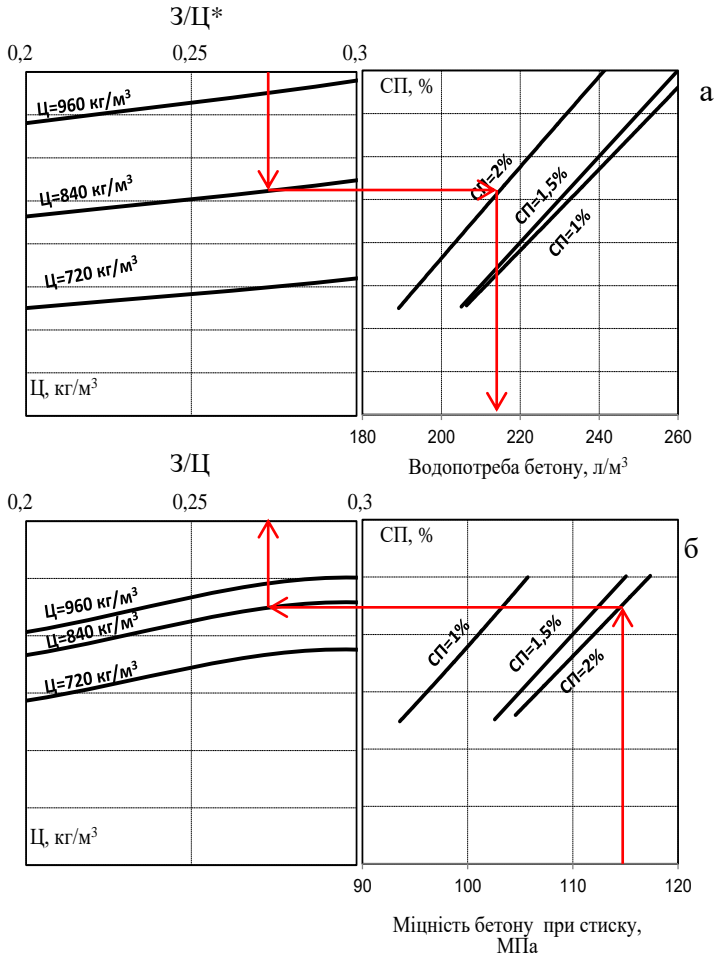 З/Ц*
0,2 0,25 0,3
Ц=960 кг/м³
Ц=840 кг/м³
Ц=720 кг/м³
Ц, кг/м³
СП, %
а
СП=2%
СП=1,5%
СП=1%
180 200 220 240 260
Водопотреба бетону, л/м³
З/Ц
0,2 0,25 0,3
Ц=960 кг/м³
Ц=840 кг/м³
Ц=720 кг/м³
Ц, кг/м³
СП, %
б
СП=1%
СП=1,5%
СП=2%
90 100 110 120
Міцність бетону при стиску,
МПа